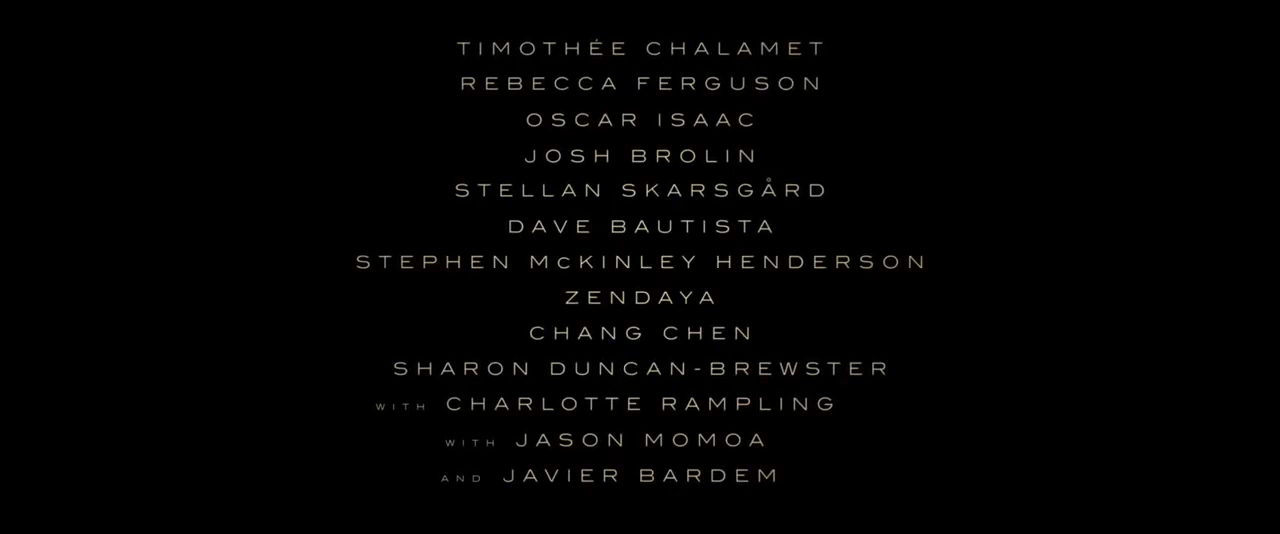 TIMOTHÉE CHALAMET
REBECCA FERGUSON
OSCAR ISAAC
JOSH BROLIN
STELLAN SKARSGÅRD
DAVE BAUTISTA
STEPHEN McKINLEY HENDERSON
ZENDAYA
CHANG CHEN
SHARON DUNCAN-BREWSTER
WITH CHARLOTTE RAMPLING
WITH JASON MOMOA
AND JAVIER BARDEM